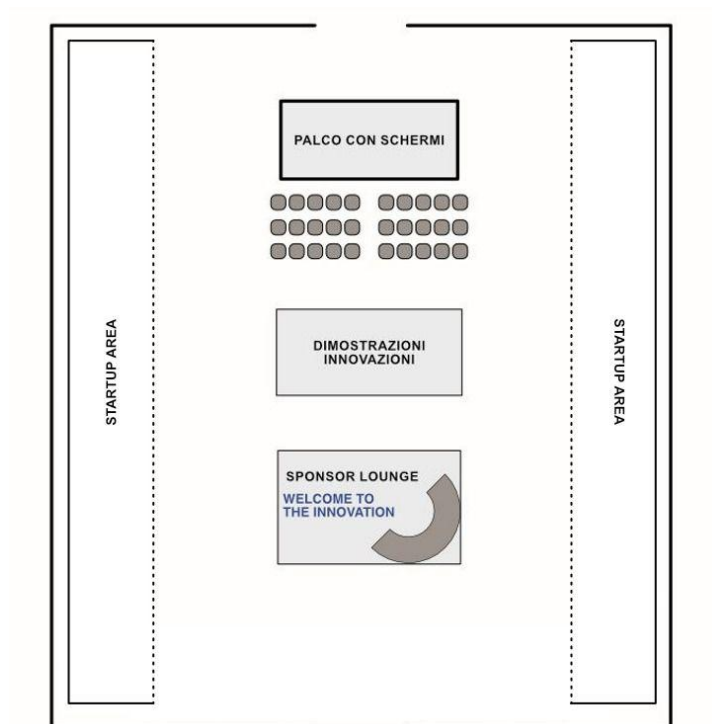 PALCO CON SCHERMI
STARTUP AREA
DIMOSTRAZIONI
INNOVAZIONI
STARTUP AREA
SPONSOR LOUNGE
WELCOME TO
THE INNOVATION